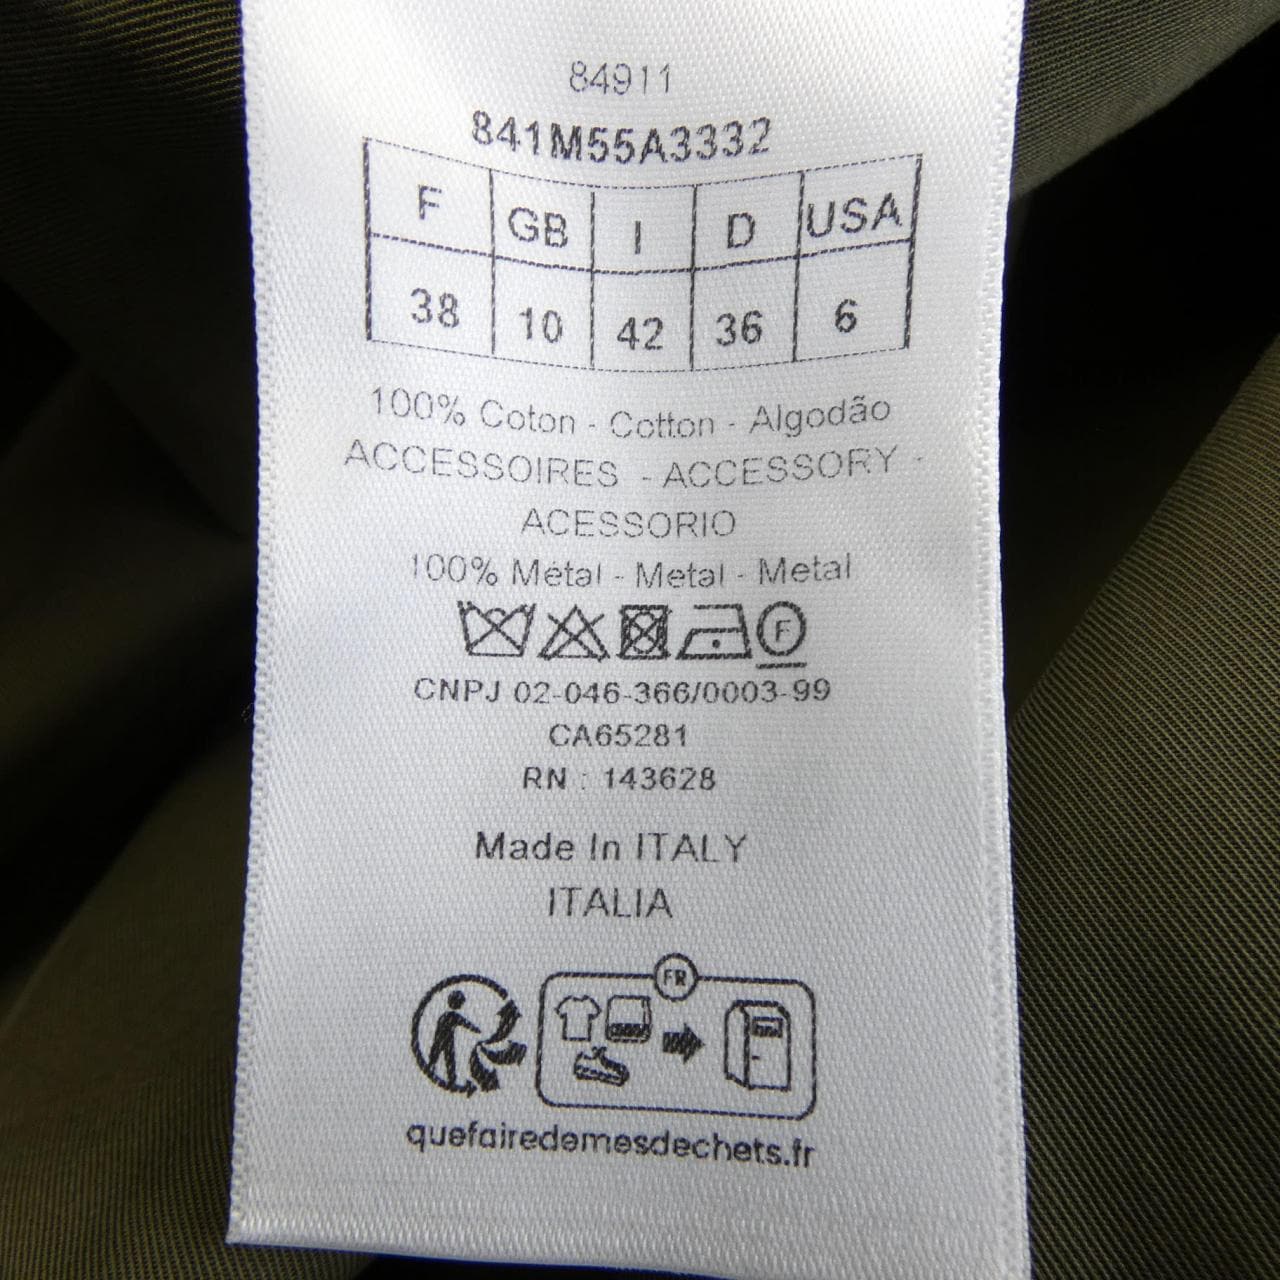 84911
841M55A3332
F GB I D USA
38 10 42 36 6
100% Coton - Cotton - Algodão
ACCESSOIRES - ACCESSORY -
ACESSORIO
100% Métal - Metal - Metal
F
CNPJ 02-046-366/0003-99
CA65281
RN : 143628
Made In ITALY
ITALIA
FR
quefairedemesdechets.fr